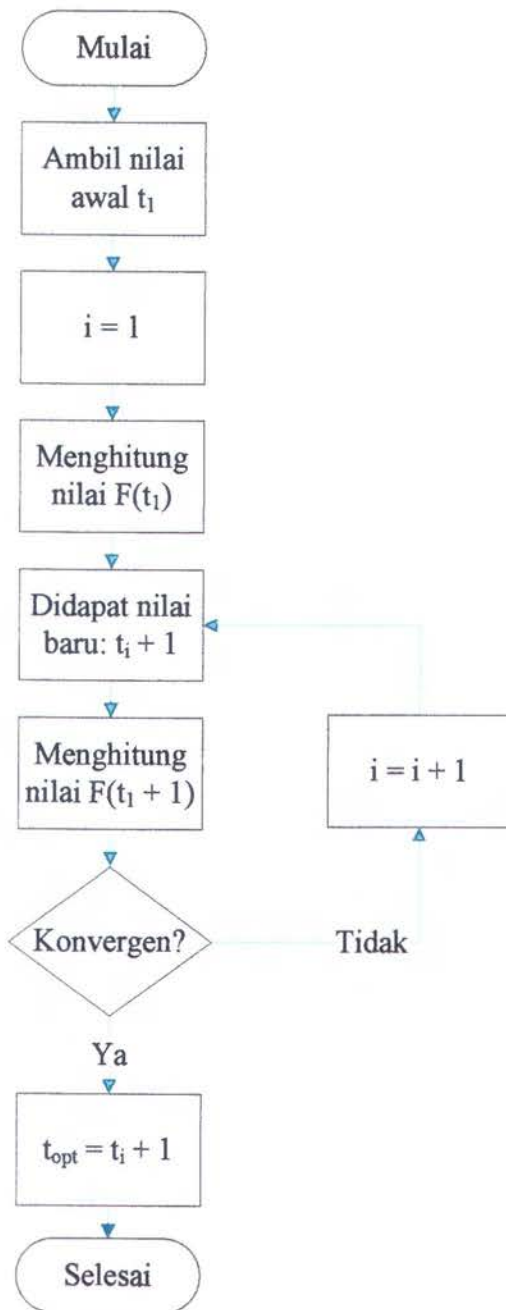 Mulai
Ambil nilai
awal t₁
i = 1
Menghitung
nilai F(t₁)
Didapat nilai
baru: tᵢ + 1
Menghitung
nilai F(t₁ + 1)
i = i + 1
Konvergen?
Tidak
Ya
tₒₚₜ = tᵢ + 1
Selesai